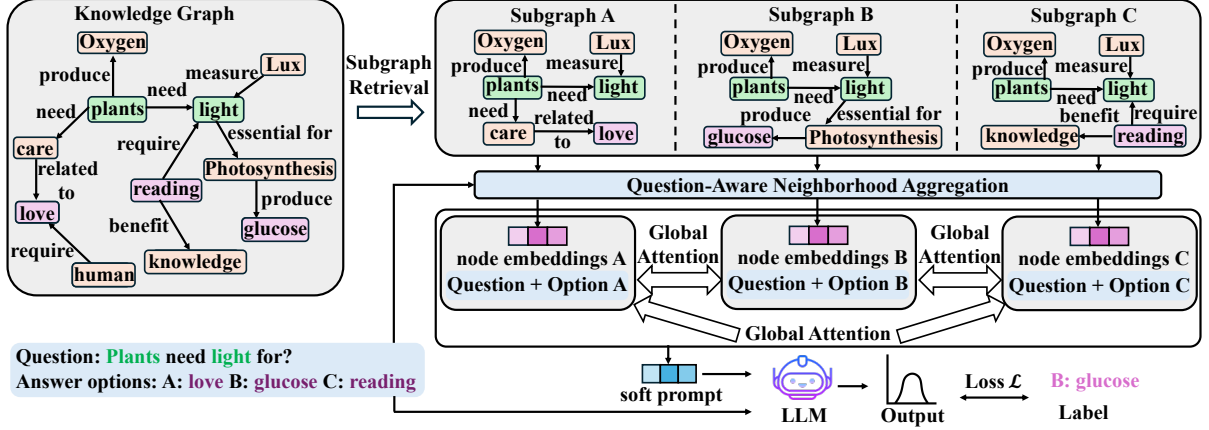 Knowledge Graph
Oxygen
Lux
produce
measure
need
plants
need
light
care
essential for
require
related
to
Photosynthesis
reading
love
produce
benefit
glucose
require
knowledge
human
Subgraph
Retrieval
Subgraph A
Oxygen
Lux
produce
measure
plants
need
light
need
related
to
care
love
Subgraph B
Oxygen
Lux
produce
measure
plants
need
light
produce
essential for
glucose
Photosynthesis
Subgraph C
Oxygen
Lux
produce
measure
plants
need
light
benefit
require
knowledge
reading
Question-Aware Neighborhood Aggregation
node embeddings A
Question + Option A
Global
Attention
node embeddings B
Question + Option B
Global
Attention
node embeddings C
Question + Option C
Global Attention
Question: Plants need light for?
Answer options: A: love B: glucose C: reading
soft prompt
LLM
Output
Loss ℒ
B: glucose
Label